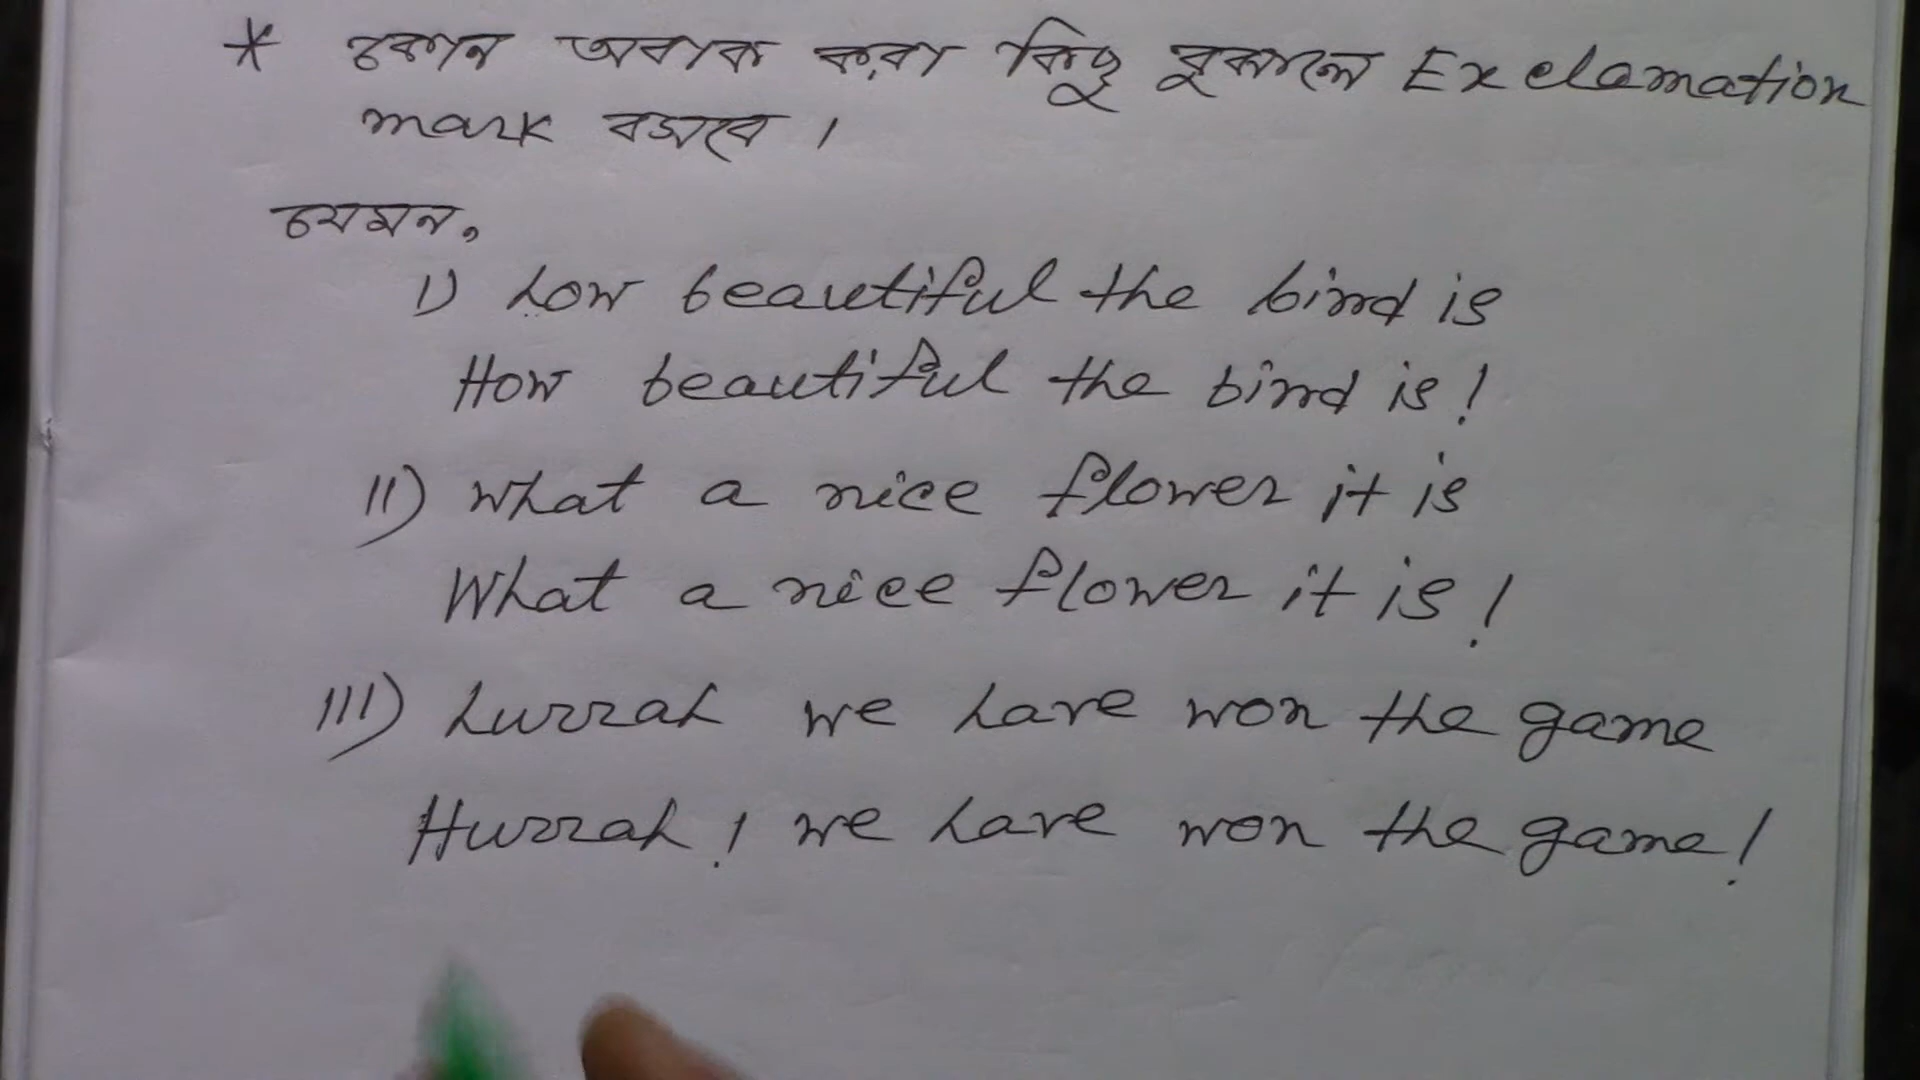 * কোন অবাক করা কিছু বুঝালে Exclamation
mark বসবে ।
যেমন,
I) how beautiful the bird is
How beautiful the bird is!
II) what a nice flower it is
What a nice flower it is!
III) hurrah we have won the game
Hurrah! we have won the game!